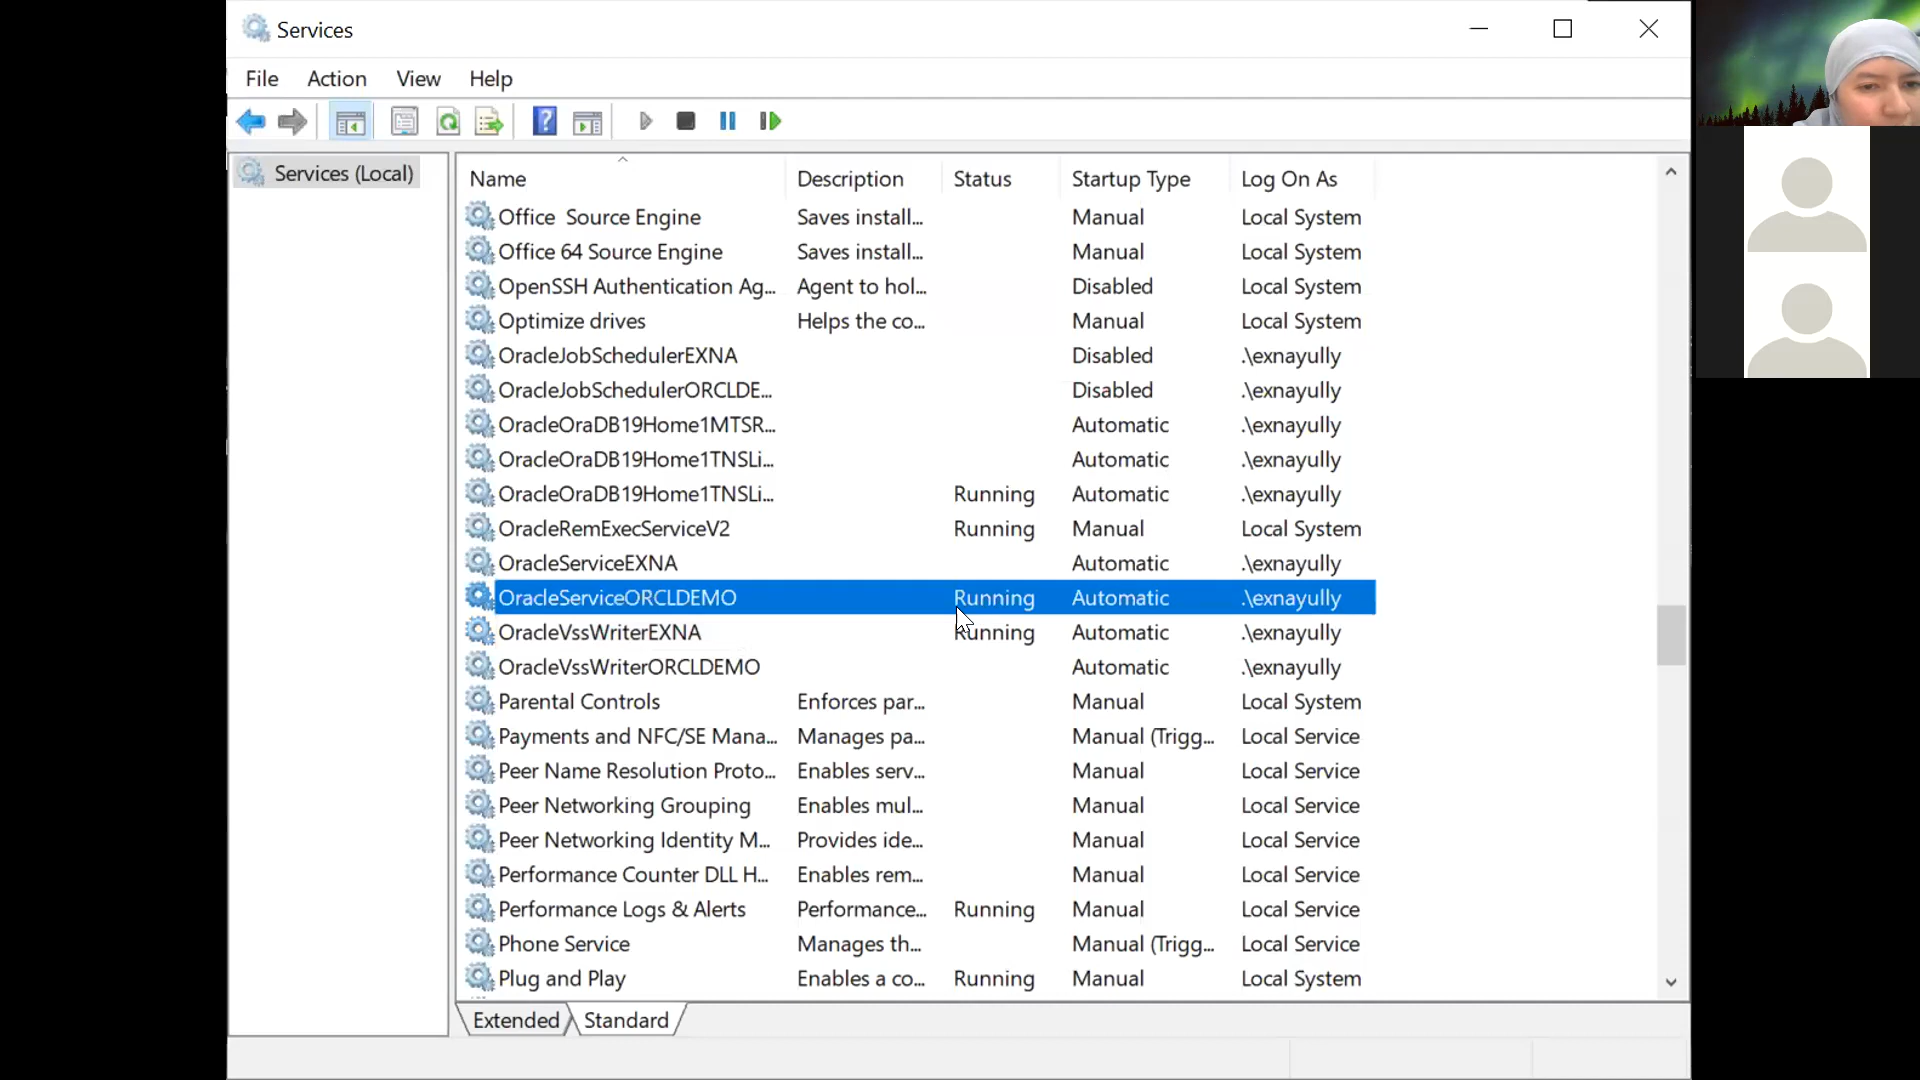 Services
File Action View Help
Services (Local)
Name Description Status Startup Type Log On As
Office  Source Engine Saves install... Manual Local System
Office 64 Source Engine Saves install... Manual Local System
OpenSSH Authentication Ag... Agent to hol... Disabled Local System
Optimize drives Helps the co... Manual Local System
OracleJobSchedulerEXNA Disabled .\exnayully
OracleJobSchedulerORCLDE... Disabled .\exnayully
OracleOraDB19Home1MTSR... Automatic .\exnayully
OracleOraDB19Home1TNSLi... Automatic .\exnayully
OracleOraDB19Home1TNSLi... Running Automatic .\exnayully
OracleRemExecServiceV2 Running Manual Local System
OracleServiceEXNA Automatic .\exnayully
OracleServiceORCLDEMO Running Automatic .\exnayully
OracleVssWriterEXNA Running Automatic .\exnayully
OracleVssWriterORCLDEMO Automatic .\exnayully
Parental Controls Enforces par... Manual Local System
Payments and NFC/SE Mana... Manages pa... Manual (Trigg... Local Service
Peer Name Resolution Proto... Enables serv... Manual Local Service
Peer Networking Grouping Enables mul... Manual Local Service
Peer Networking Identity M... Provides ide... Manual Local Service
Performance Counter DLL H... Enables rem... Manual Local Service
Performance Logs & Alerts Performance... Running Manual Local Service
Phone Service Manages th... Manual (Trigg... Local Service
Plug and Play Enables a co... Running Manual Local System
Extended Standard